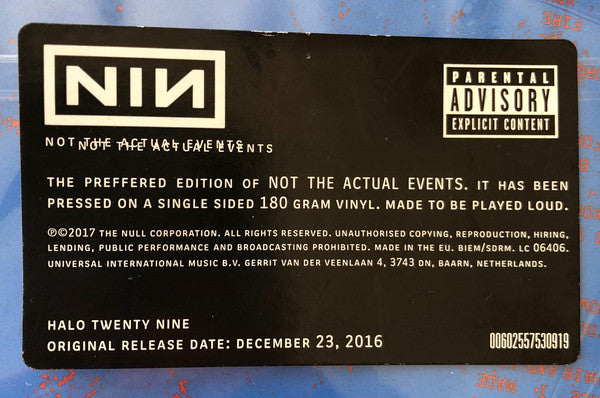 NIN
PARENTAL
ADVISORY
EXPLICIT CONTENT
NOT THE ACTUAL EVENTS
NOT THE ACTUAL EVENTS
THE PREFFERED EDITION OF NOT THE ACTUAL EVENTS. IT HAS BEEN
PRESSED ON A SINGLE SIDED 180 GRAM VINYL. MADE TO BE PLAYED LOUD.
℗©2017 THE NULL CORPORATION. ALL RIGHTS RESERVED. UNAUTHORISED COPYING, REPRODUCTION, HIRING,
LENDING, PUBLIC PERFORMANCE AND BROADCASTING PROHIBITED. MADE IN THE EU. BIEM/SDRM. LC 06406.
UNIVERSAL INTERNATIONAL MUSIC B.V. GERRIT VAN DER VEENLAAN 4, 3743 DN, BAARN, NETHERLANDS.
HALO TWENTY NINE
ORIGINAL RELEASE DATE: DECEMBER 23, 2016
00602557530919